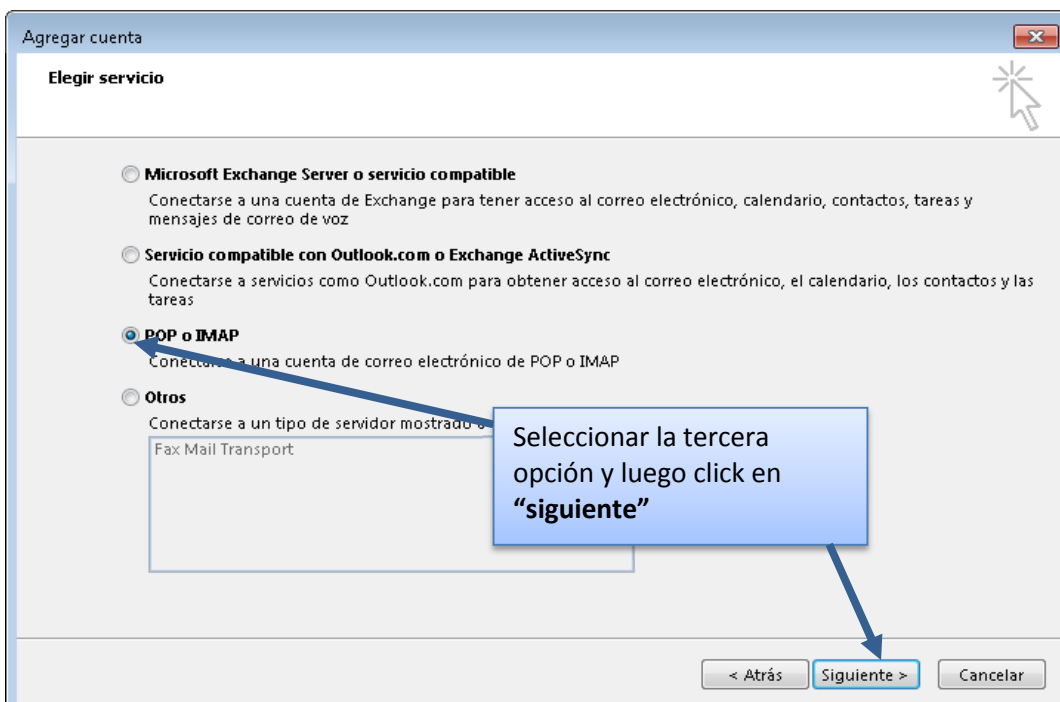 Agregar cuenta
Elegir servicio
Microsoft Exchange Server o servicio compatible
Conectarse a una cuenta de Exchange para tener acceso al correo electrónico, calendario, contactos, tareas y
mensajes de correo de voz
Servicio compatible con Outlook.com o Exchange ActiveSync
Conectarse a servicios como Outlook.com para obtener acceso al correo electrónico, el calendario, los contactos y las
tareas
POP o IMAP
Conectarse a una cuenta de correo electrónico de POP o IMAP
Otros
Conectarse a un tipo de servidor mostrado
Fax Mail Transport
Seleccionar la tercera
opción y luego click en
“siguiente”
< Atrás
Siguiente >
Cancelar